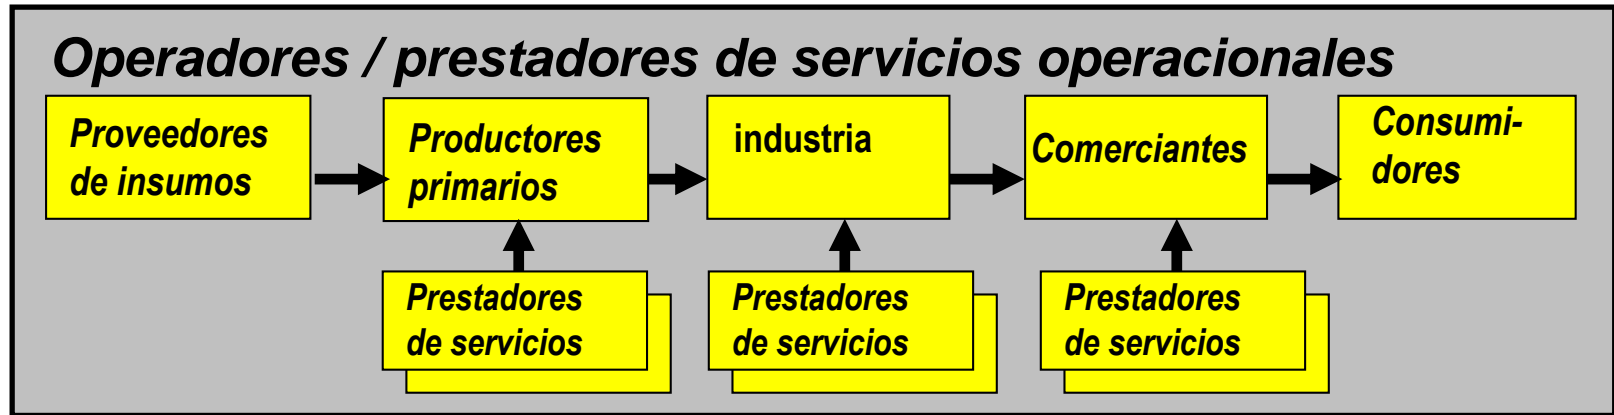 Operadores / prestadores de servicios operacionales
Proveedores
de insumos
Productores
primarios
industria
Comerciantes
Consumi-
dores
Prestadores
de servicios
Prestadores
de servicios
Prestadores
de servicios